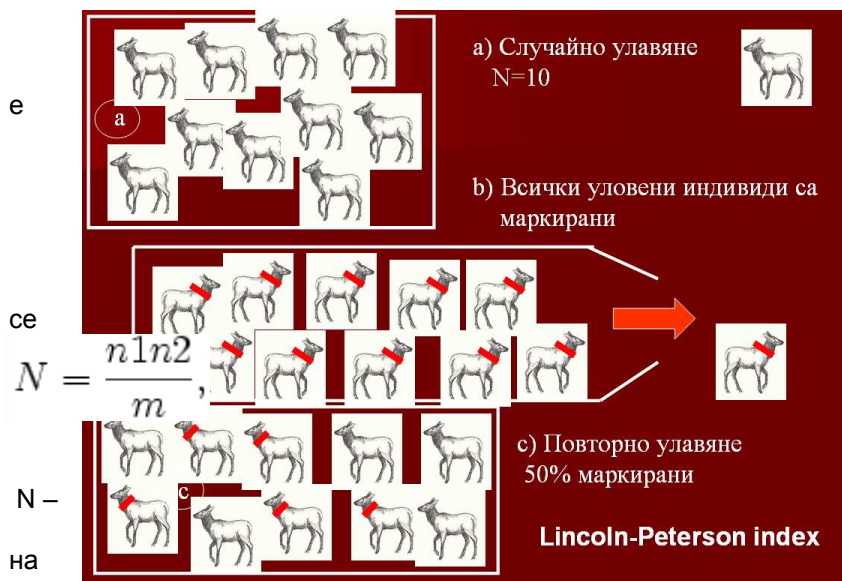 a) Случайно улавяне
N=10
е
a
b) Всички уловени индивиди са
маркирани
се
N = n1n2/m,
c) Повторно улавяне
50% маркирани
c
N –
Lincoln-Peterson index
на